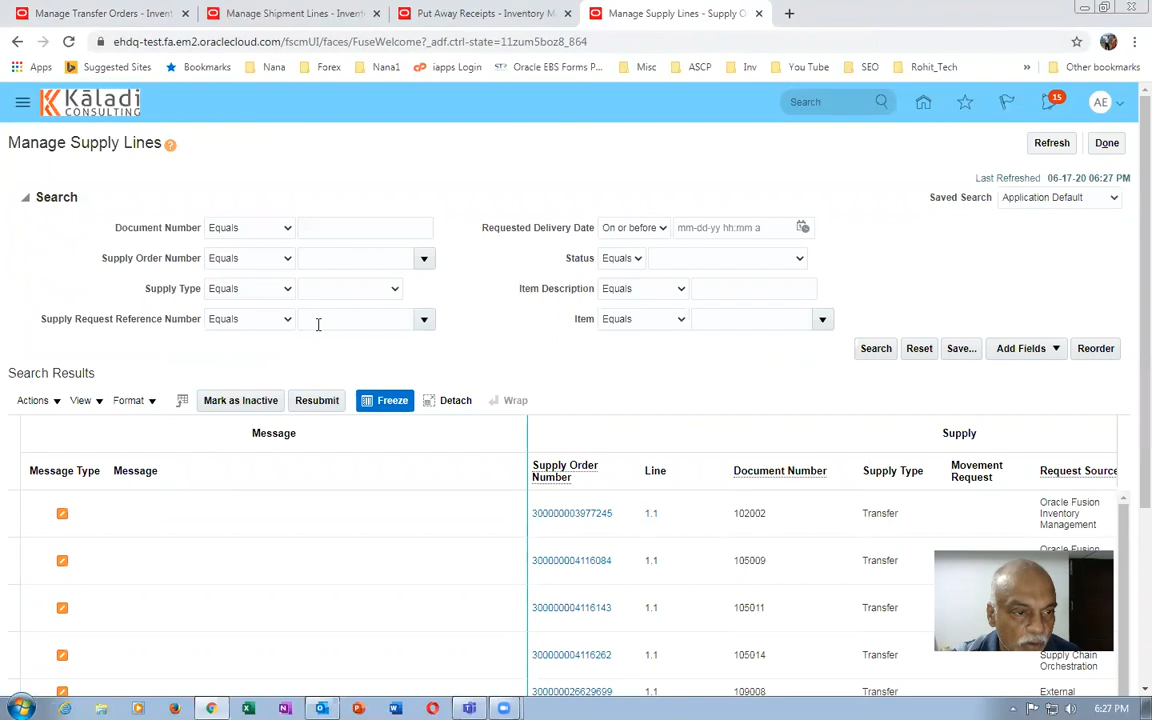 Manage Transfer Orders - Invent
Manage Shipment Lines - Invent
Put Away Receipts - Inventory M
Manage Supply Lines - Supply O
ehdq-test.fa.em2.oraclecloud.com/fscmUI/faces/FuseWelcome?_adf.ctrl-state=11zum5boz8_864
Apps Suggested Sites Bookmarks Nana Forex Nana1 iapps Login Oracle EBS Forms P... Misc ASCP Inv You Tube SEO Rohit_Tech » Other bookmarks
Kāladi
CONSULTING
Search
15
AE
Manage Supply Lines
Refresh
Done
Last Refreshed 06-17-20 06:27 PM
Search
Saved Search Application Default
Document Number Equals
Requested Delivery Date On or before mm-dd-yy hh:mm a
Supply Order Number Equals
Status Equals
Supply Type Equals
Item Description Equals
Supply Request Reference Number Equals
Item Equals
Search Reset Save... Add Fields Reorder
Search Results
Actions View Format Mark as Inactive Resubmit Freeze Detach Wrap
Message
Supply
Message Type Message Supply Order Number Line Document Number Supply Type Movement Request Request Source
300000003977245 1.1 102002 Transfer Oracle Fusion
Inventory
Management
300000004116084 1.1 105009 Transfer Oracle Fusion
300000004116143 1.1 105011 Transfer
300000004116262 1.1 105014 Transfer Supply Chain
Orchestration
300000026629699 1.1 109008 Transfer External
6:27 PM